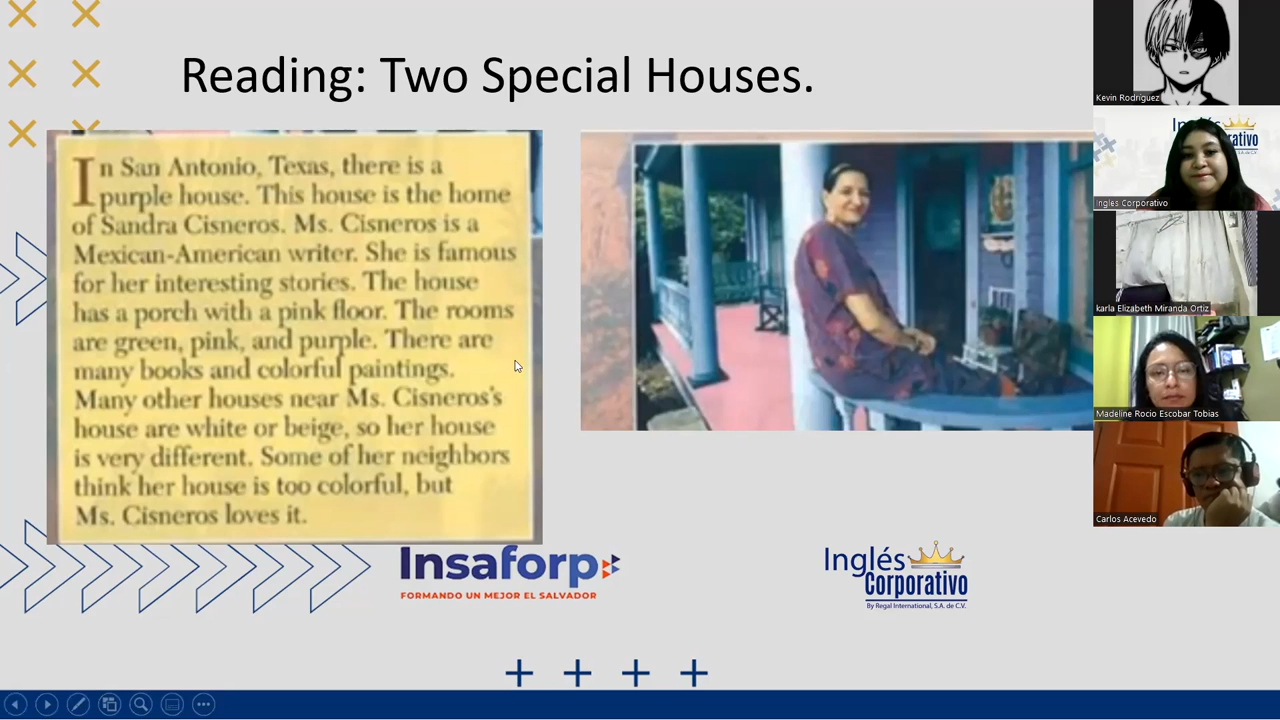 Reading: Two Special Houses.
In San Antonio, Texas, there is a
purple house. This house is the home
of Sandra Cisneros. Ms. Cisneros is a
Mexican-American writer. She is famous
for her interesting stories. The house
has a porch with a pink floor. The rooms
are green, pink, and purple. There are
many books and colorful paintings.
Many other houses near Ms. Cisneros's
house are white or beige, so her house
is very different. Some of her neighbors
think her house is too colorful, but
Ms. Cisneros loves it.
Insaforp
FORMANDO UN MEJOR EL SALVADOR
Inglés
Corporativo
By Regal International, S.A. de C.V.
Kevin Rodriguez
Inglés Corporativo
karla Elizabeth Miranda Ortiz
Madeline Rocio Escobar Tobias
Carlos Acevedo